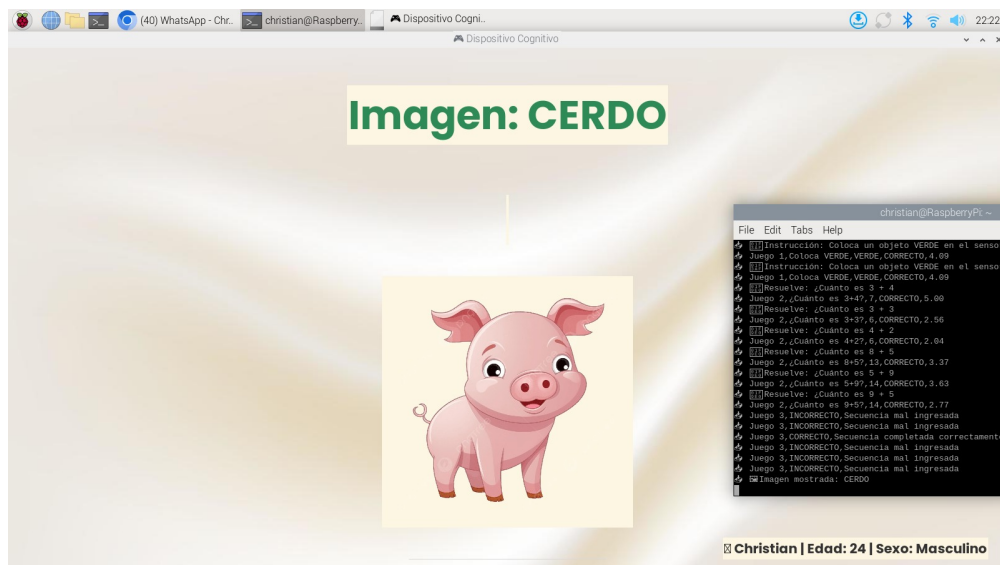 (40) WhatsApp - Chr..
christian@Raspberry..
Dispositivo Cogni..
22:22
Dispositivo Cognitivo
Imagen: CERDO
christian@RaspberryPi: ~
File Edit Tabs Help
Instrucción: Coloca un objeto VERDE en el senso
Juego 1,Coloca VERDE,VERDE,CORRECTO,4.09
Instrucción: Coloca un objeto VERDE en el senso
Juego 1,Coloca VERDE,VERDE,CORRECTO,4.09
Resuelve: ¿Cuánto es 3 + 4
Juego 2,¿Cuánto es 3+4?,7,CORRECTO,5.00
Resuelve: ¿Cuánto es 3 + 3
Juego 2,¿Cuánto es 3+3?,6,CORRECTO,2.56
Resuelve: ¿Cuánto es 4 + 2
Juego 2,¿Cuánto es 4+2?,6,CORRECTO,2.04
Resuelve: ¿Cuánto es 8 + 5
Juego 2,¿Cuánto es 8+5?,13,CORRECTO,3.37
Resuelve: ¿Cuánto es 5 + 9
Juego 2,¿Cuánto es 5+9?,14,CORRECTO,3.63
Resuelve: ¿Cuánto es 9 + 5
Juego 2,¿Cuánto es 9+5?,14,CORRECTO,2.77
Juego 3,INCORRECTO,Secuencia mal ingresada
Juego 3,INCORRECTO,Secuencia mal ingresada
Juego 3,CORRECTO,Secuencia completada correctament
Juego 3,INCORRECTO,Secuencia mal ingresada
Juego 3,INCORRECTO,Secuencia mal ingresada
Juego 3,INCORRECTO,Secuencia mal ingresada
Imagen mostrada: CERDO
Christian | Edad: 24 | Sexo: Masculino